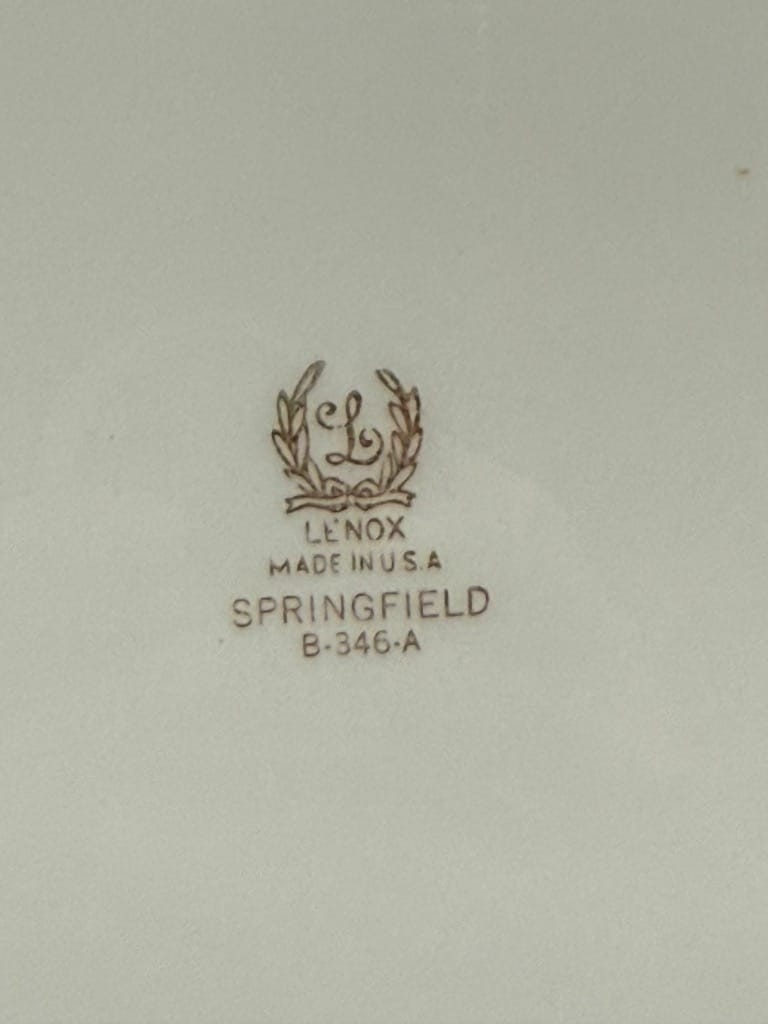 L
LENOX
MADE IN U.S.A
SPRINGFIELD
B-346-A